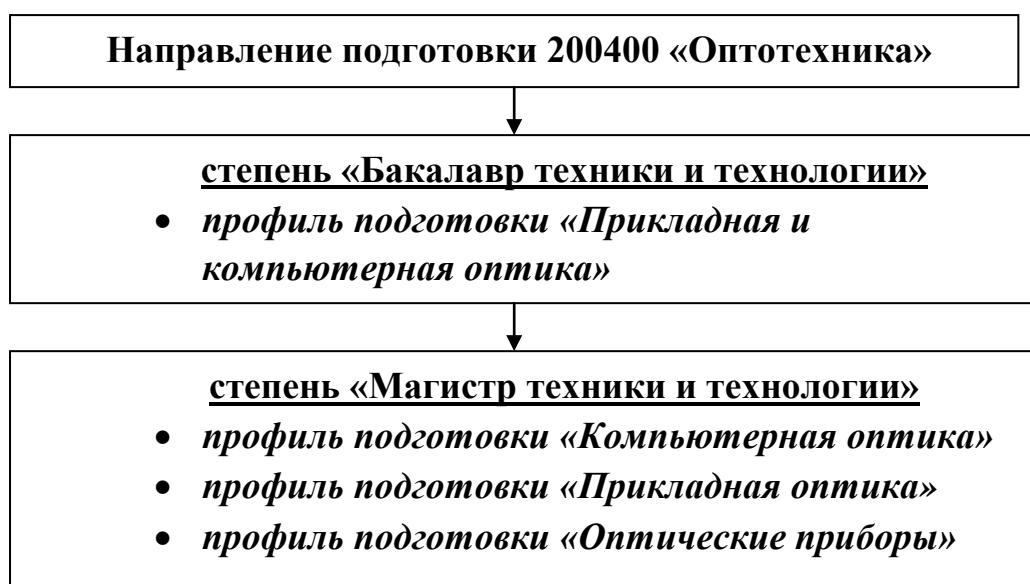 Направление подготовки 200400 «Оптотехника»
степень «Бакалавр техники и технологии»
• профиль подготовки «Прикладная и
компьютерная оптика»
степень «Магистр техники и технологии»
• профиль подготовки «Компьютерная оптика»
• профиль подготовки «Прикладная оптика»
• профиль подготовки «Оптические приборы»